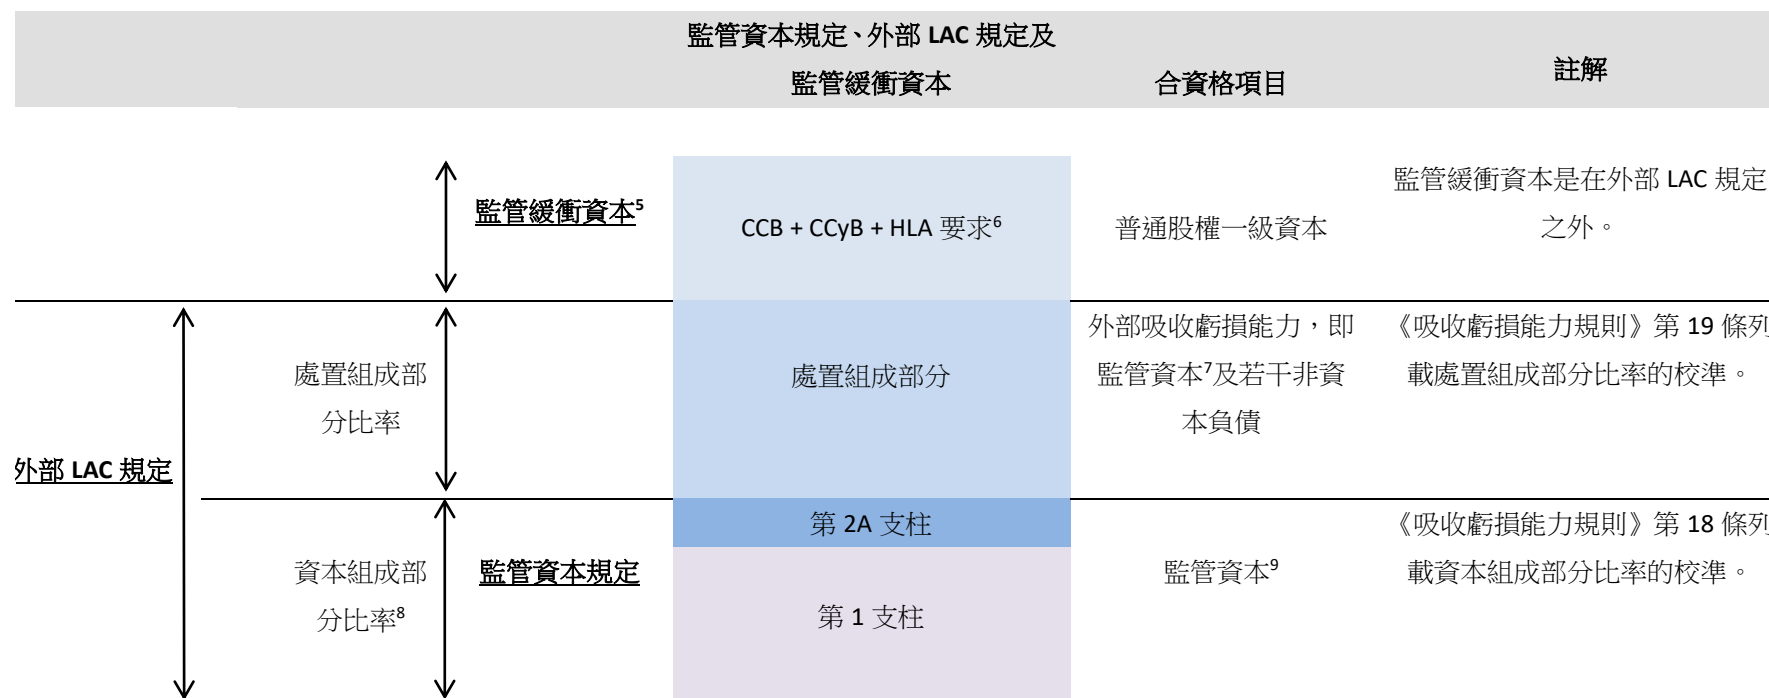 監管資本規定、外部 LAC 規定及
監管緩衝資本
合資格項目
註解
監管緩衝資本5
CCB + CCyB + HLA 要求6
普通股權一級資本
監管緩衝資本是在外部 LAC 規定
之外。
外部 LAC 規定
處置組成部
分比率
處置組成部分
外部吸收虧損能力，即
監管資本7及若干非資
本負債
《吸收虧損能力規則》第 19 條列
載處置組成部分比率的校準。
資本組成部
分比率8
監管資本規定
第 2A 支柱
第 1 支柱
監管資本9
《吸收虧損能力規則》第 18 條列
載資本組成部分比率的校準。